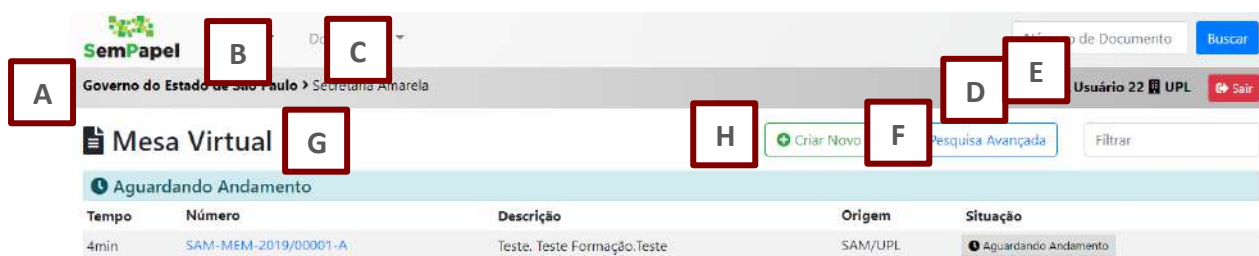 SemPapel
B
C
de Documento
Buscar
A
Governo do Estado de São Paulo > Secretaria Amarela
D
E
Usuário 22 UPL
Sair
Mesa Virtual
G
H
Criar Novo
F
Pesquisa Avançada
Filtrar
Aguardando Andamento
Tempo Número Descrição Origem Situação
4min SAM-MEM-2019/00001-A Teste. Teste Formação.Teste SAM/UPL Aguardando Andamento